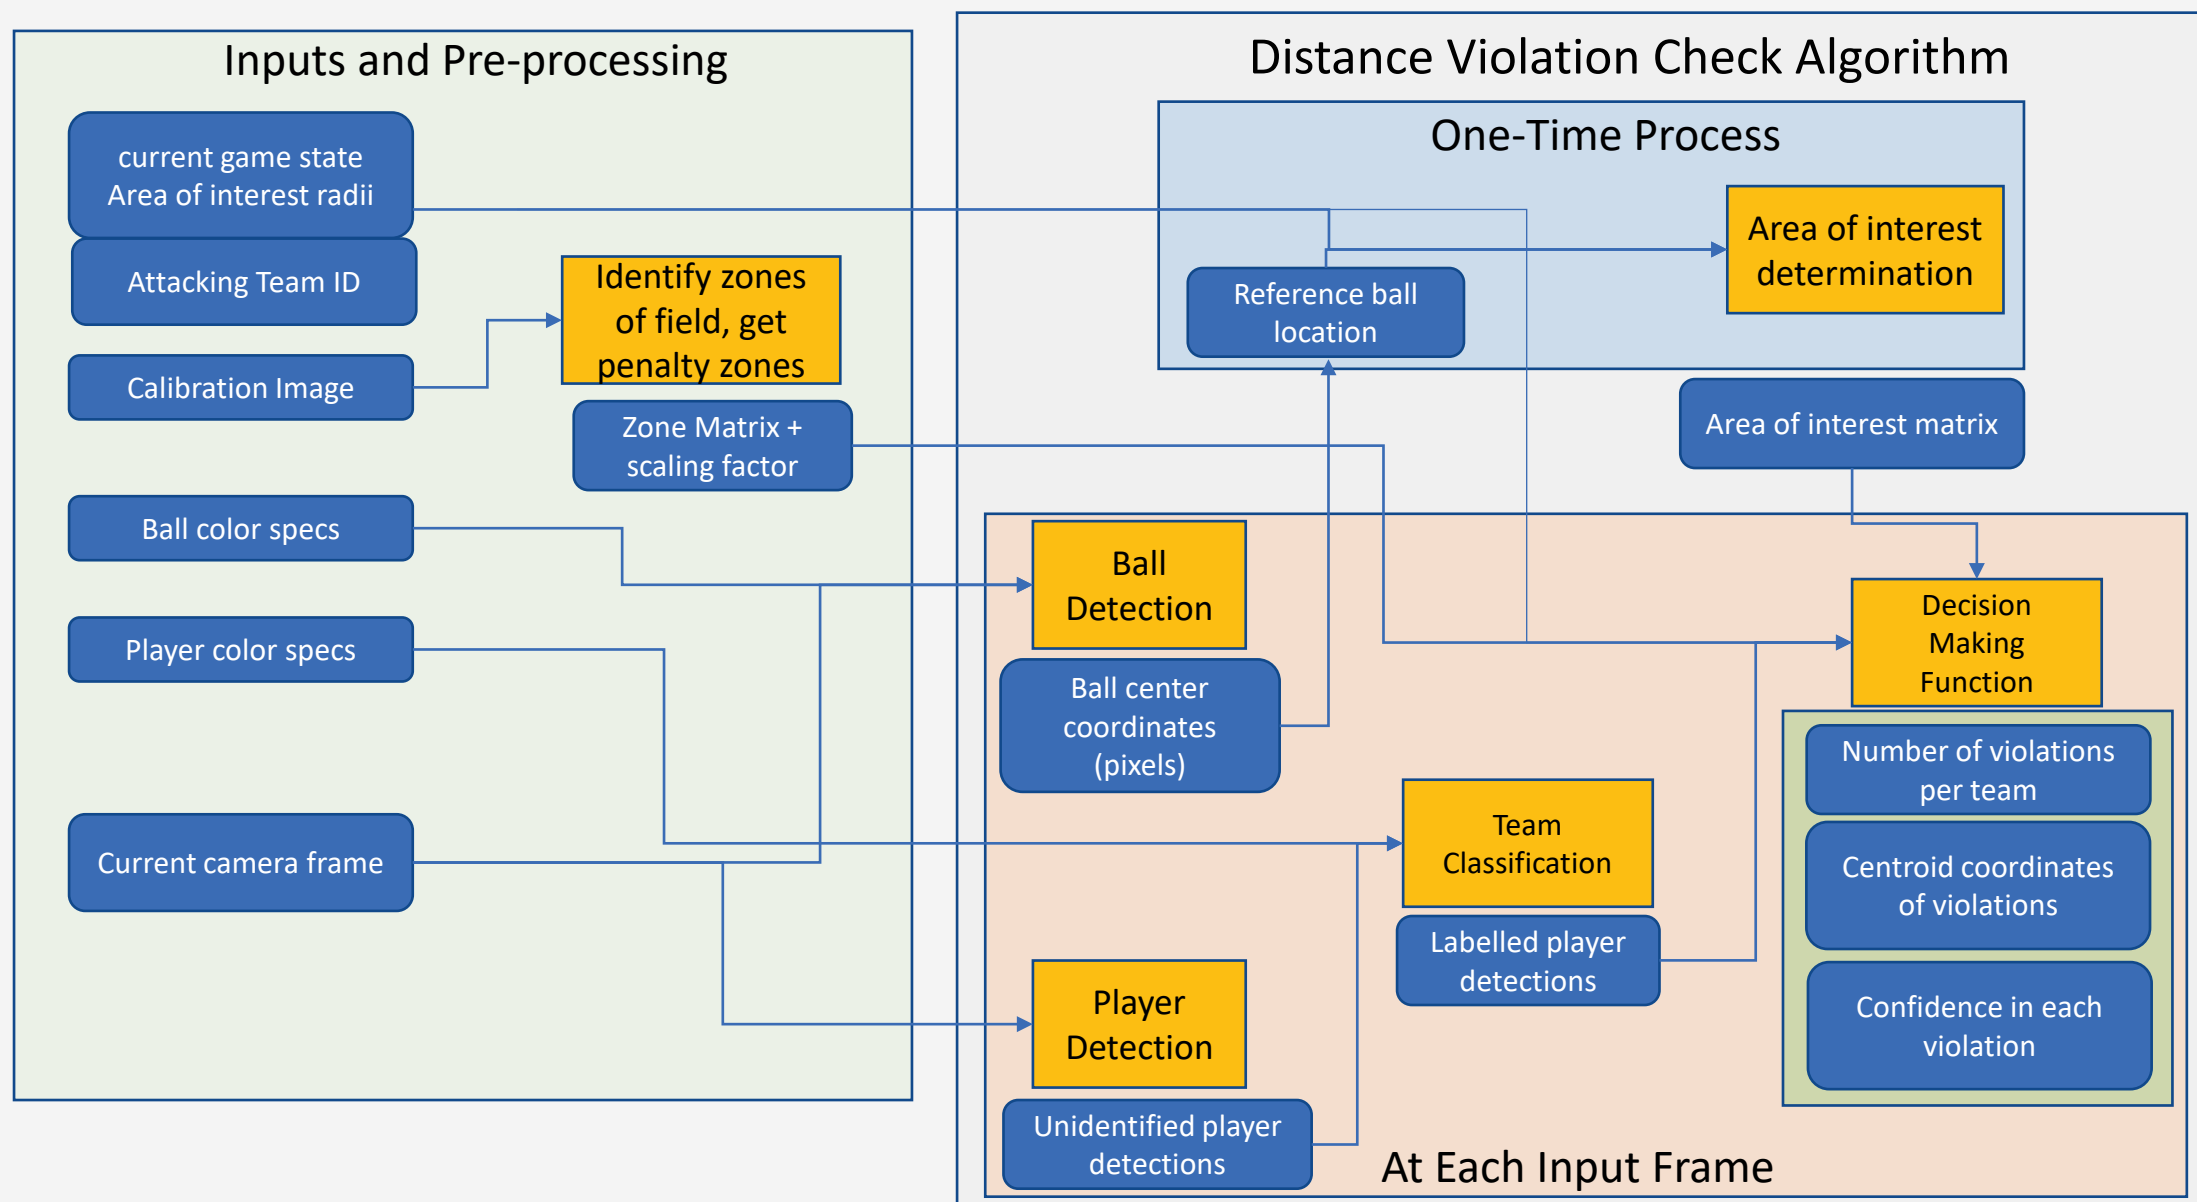 Inputs and Pre-processing
current game state
Area of interest radii
Attacking Team ID
Calibration Image
Identify zones
of field, get
penalty zones
Zone Matrix +
scaling factor
Ball color specs
Player color specs
Current camera frame
Distance Violation Check Algorithm
One-Time Process
Area of interest
determination
Reference ball
location
Area of interest matrix
Ball
Detection
Ball center
coordinates
(pixels)
Decision
Making
Function
Number of violations
per team
Centroid coordinates
of violations
Confidence in each
violation
Team
Classification
Labelled player
detections
Player
Detection
Unidentified player
detections
At Each Input Frame